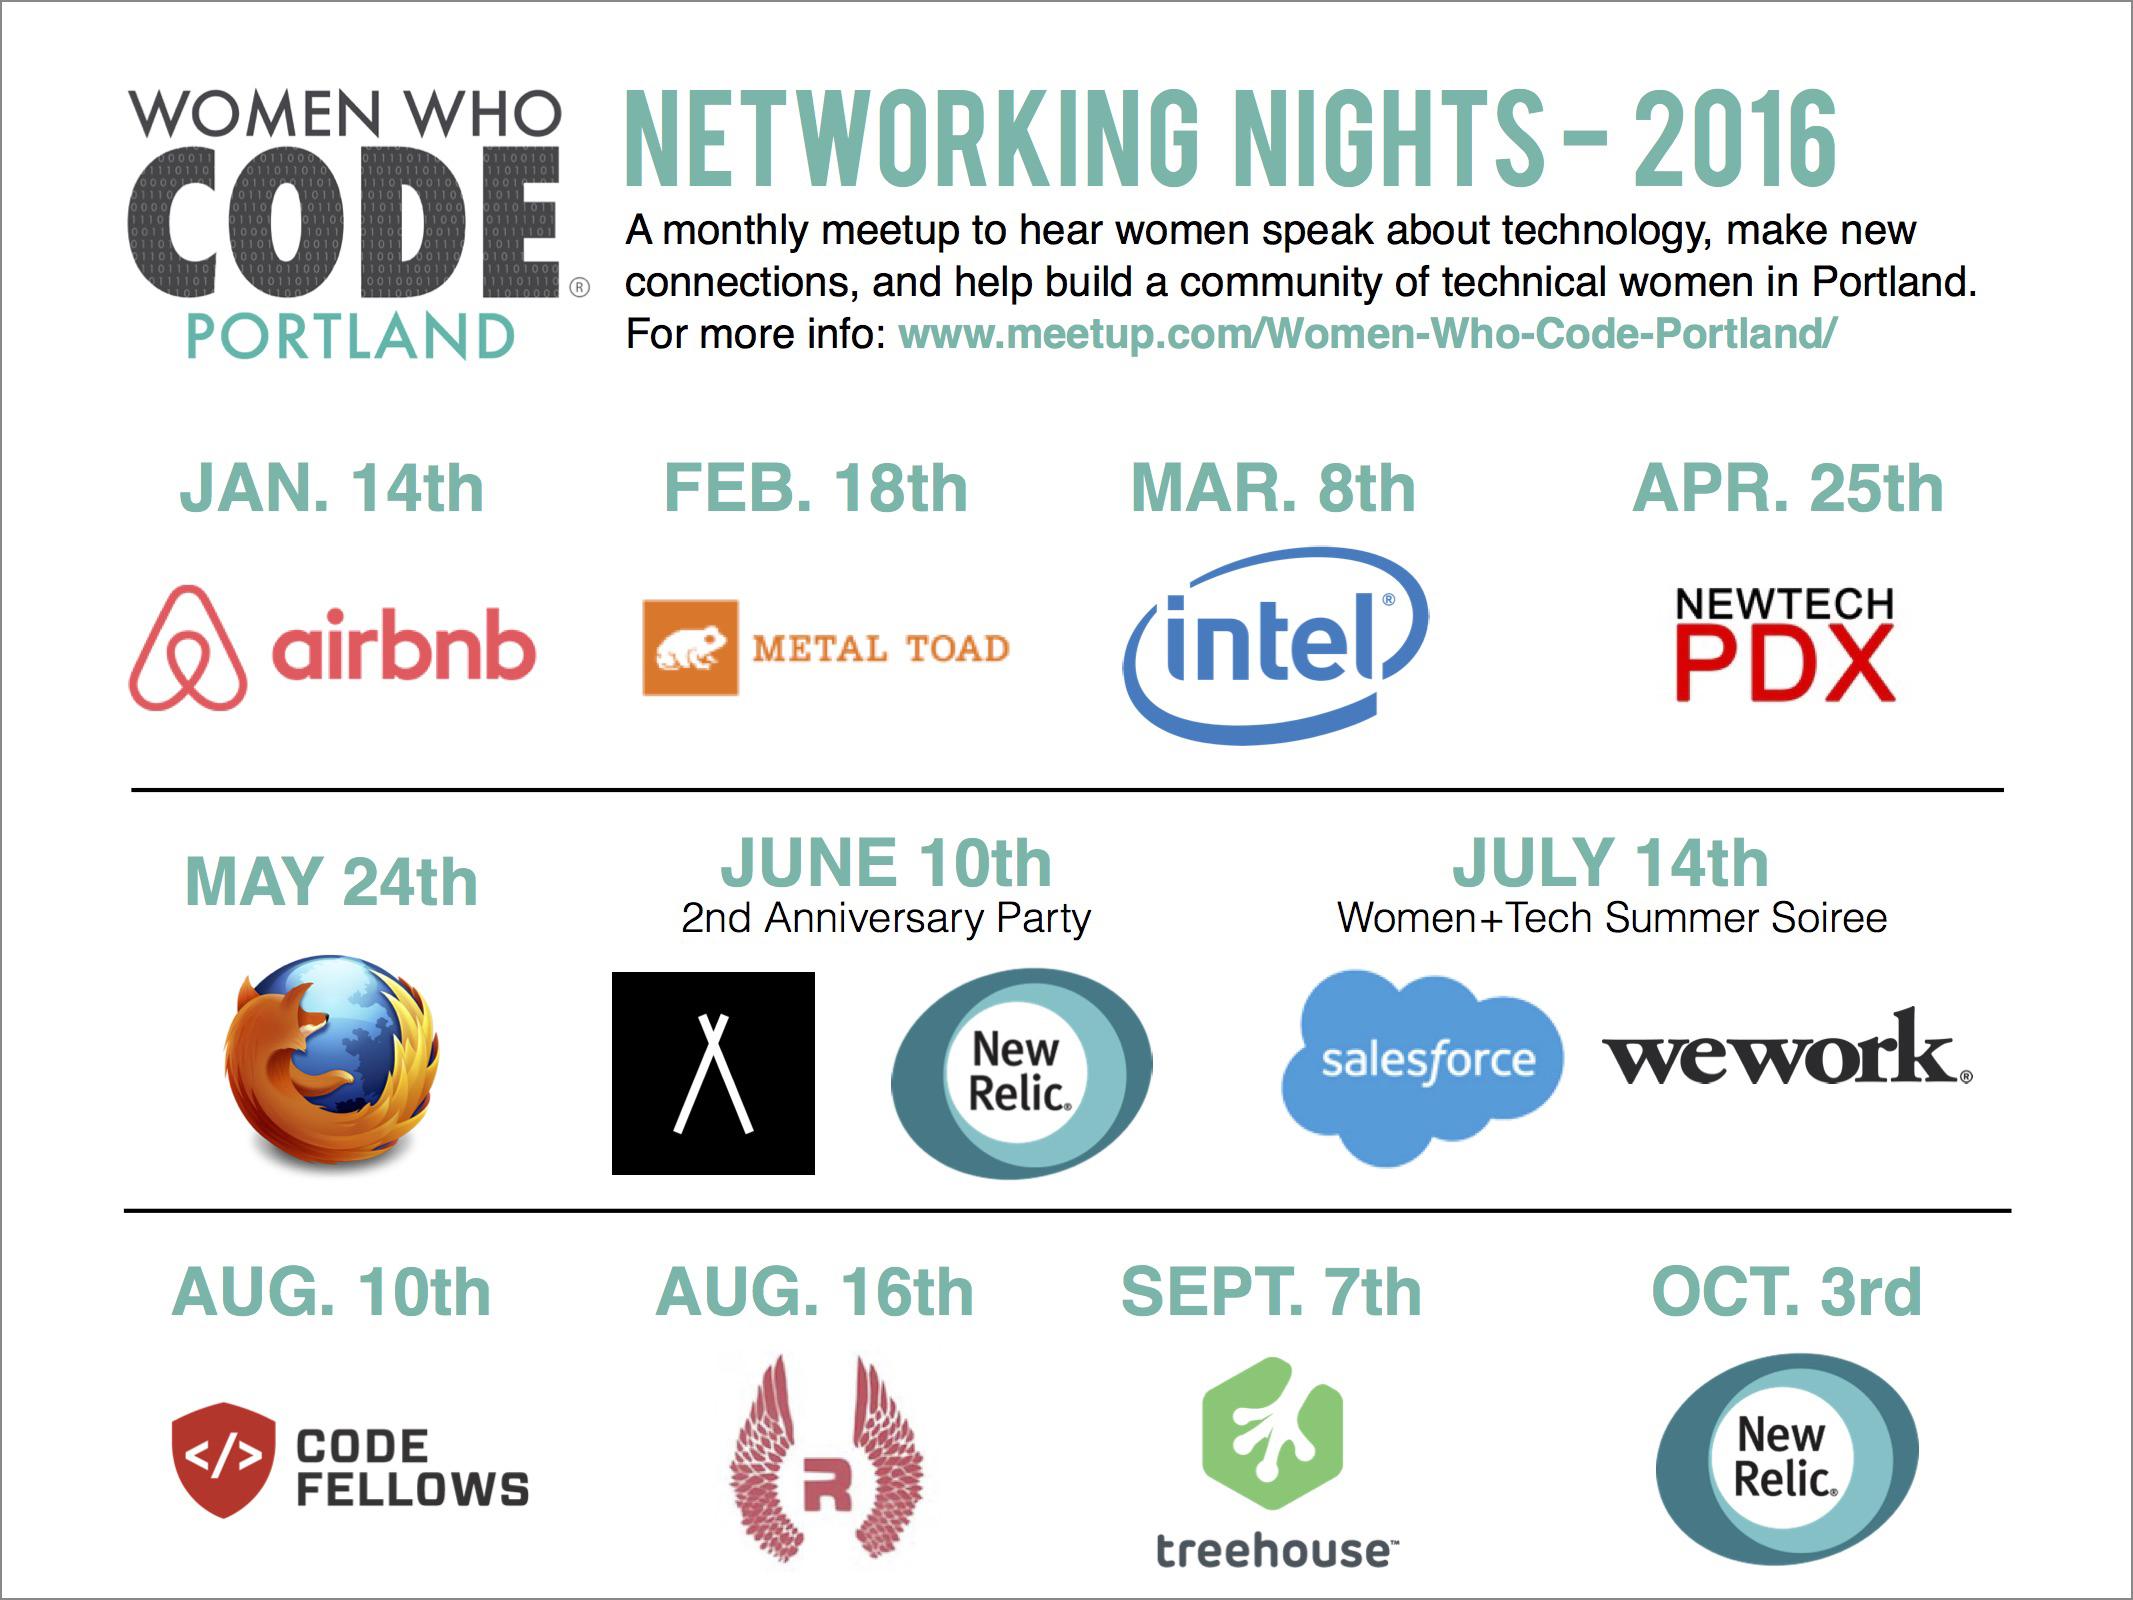 WOMEN WHO
CODE®
PORTLAND
NETWORKING NIGHTS – 2016
A monthly meetup to hear women speak about technology, make new
connections, and help build a community of technical women in Portland.
For more info: www.meetup.com/Women-Who-Code-Portland/
JAN. 14th
FEB. 18th
MAR. 8th
APR. 25th
airbnb
METAL TOAD
intel®
NEWTECH
PDX
MAY 24th
JUNE 10th
2nd Anniversary Party
JULY 14th
Women+Tech Summer Soiree
New
Relic®
salesforce
wework®
AUG. 10th
AUG. 16th
SEPT. 7th
OCT. 3rd
</>
CODE
FELLOWS
R
treehouse™
New
Relic®